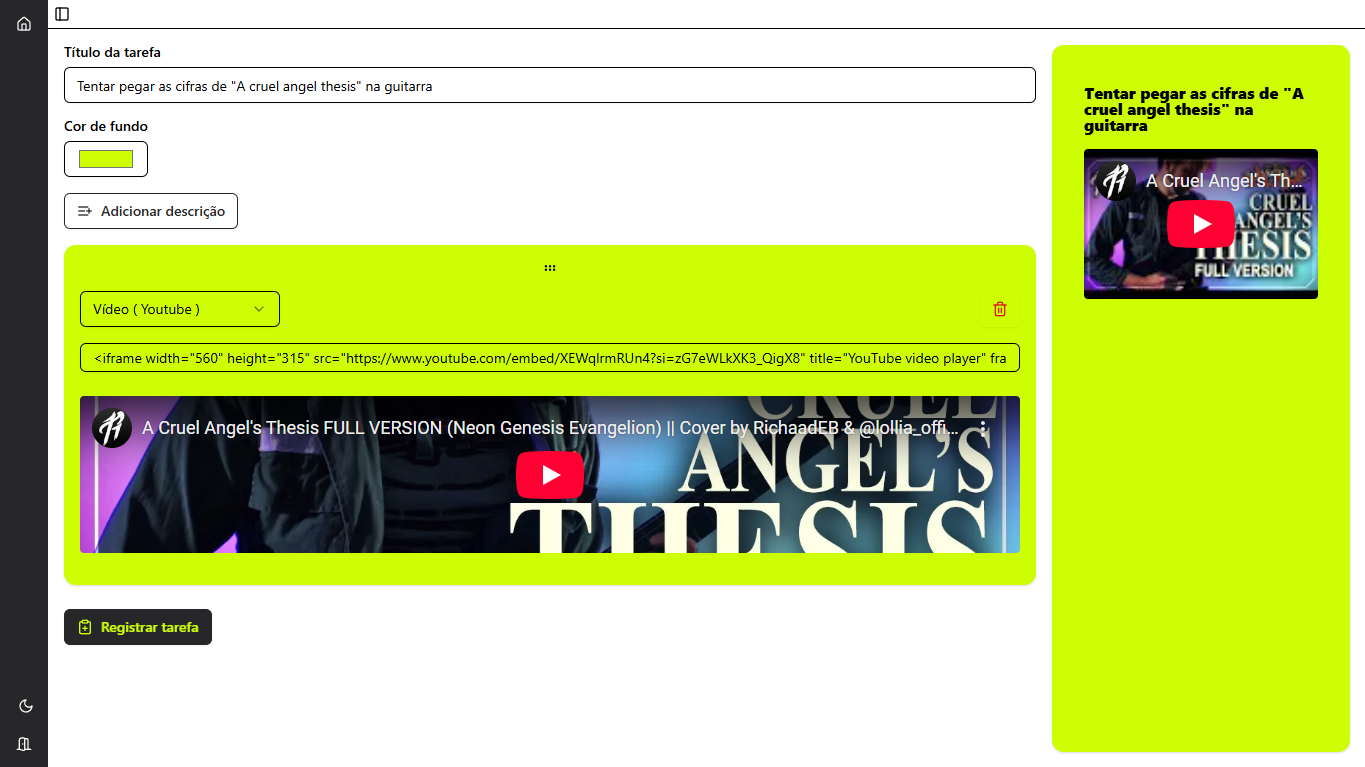 Título da tarefa
Tentar pegar as cifras de "A cruel angel thesis" na guitarra
Cor de fundo
Adicionar descrição
Vídeo ( Youtube )
<iframe width="560" height="315" src="https://www.youtube.com/embed/XEWqlrmRUn4?si=zG7eWLkXK3_QigX8" title="YouTube video player" fra
A Cruel Angel's Thesis FULL VERSION (Neon Genesis Evangelion) || Cover by RichaadEB & @lollia_offi...
CRUEL
ANGEL'S
THESIS
Registrar tarefa
Tentar pegar as cifras de "A
cruel angel thesis" na
guitarra
A Cruel Angel's Th...
CRUEL
ANGEL'S
THESIS
FULL VERSION